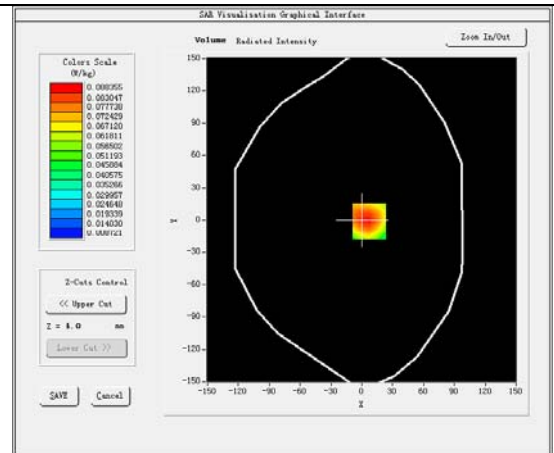 SAR Visualisation Graphical Interface
Volume Radiated Intensity
Zoom In/Out
Colors Scale
(W/kg)
0.088355
0.083047
0.077738
0.072429
0.067120
0.061811
0.056502
0.051193
0.045884
0.040575
0.035266
0.029957
0.024648
0.019339
0.014030
0.008721
150
120
90
60
30
0
-30
-60
-90
-120
-150
Y
-150 -120 -90 -60 -30 0 30 60 90 120 150
X
Z-Cuts Control
<< Upper Cut
Z = 4.0 mm
Lower Cut >>
SAVE Cancel